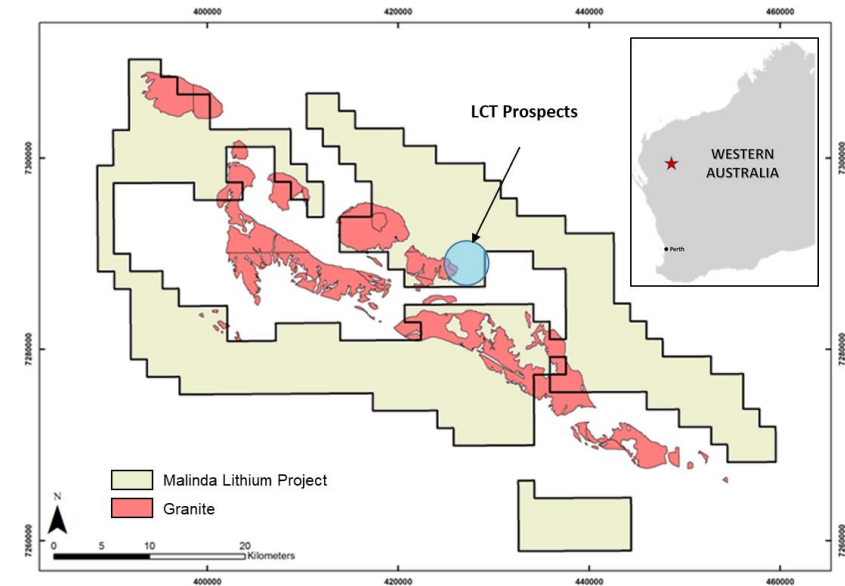 400000 420000 440000 460000
LCT Prospects
WESTERN
AUSTRALIA
Perth
7300000 7300000
7280000 7280000
7260000 7260000
Malinda Lithium Project
Granite
N
0 5 10 20
Kilometers
400000 420000 440000 460000